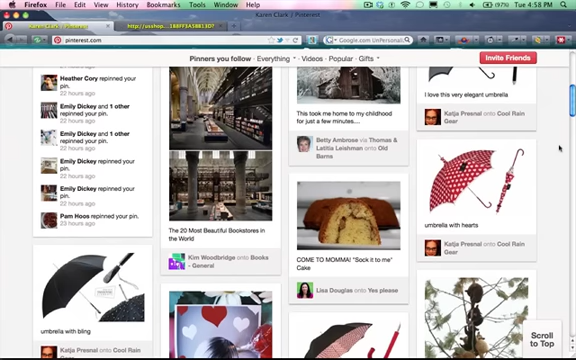 Firefox File Edit View History Bookmarks Tools Window Help
Karen Clark / Pinterest
Tue 4:58 PM
Karen Clark / Pinterest
pinterest.com
Pinners you follow · Everything · Videos · Popular · Gifts
Invite Friends
Heather Cory repinned your
pin.
22 hours ago
Emily Dickey and 1 other
repinned your pin.
22 hours ago
Emily Dickey and 1 other
repinned your pin.
22 hours ago
Emily Dickey repinned your
pin.
22 hours ago
Emily Dickey repinned your
pin.
22 hours ago
Pam Hoos repinned your pin.
23 hours ago
umbrella with bling
Katja Presnal onto Cool Rain
Gear
The 20 Most Beautiful Bookstores in
the World
Kim Woodbridge onto Books
- General
This took me home to my childhood
for just a few minutes....
Betty Ambrose via Thomas &
Latitia Leishman onto Old
Barns
COME TO MOMMA! "Sock it to me"
Cake
Lisa Douglas onto Yes please
I love this very elegant umbrella
Katja Presnal onto Cool Rain
Gear
umbrella with hearts
Katja Presnal onto Cool Rain
Gear
Scroll
to Top